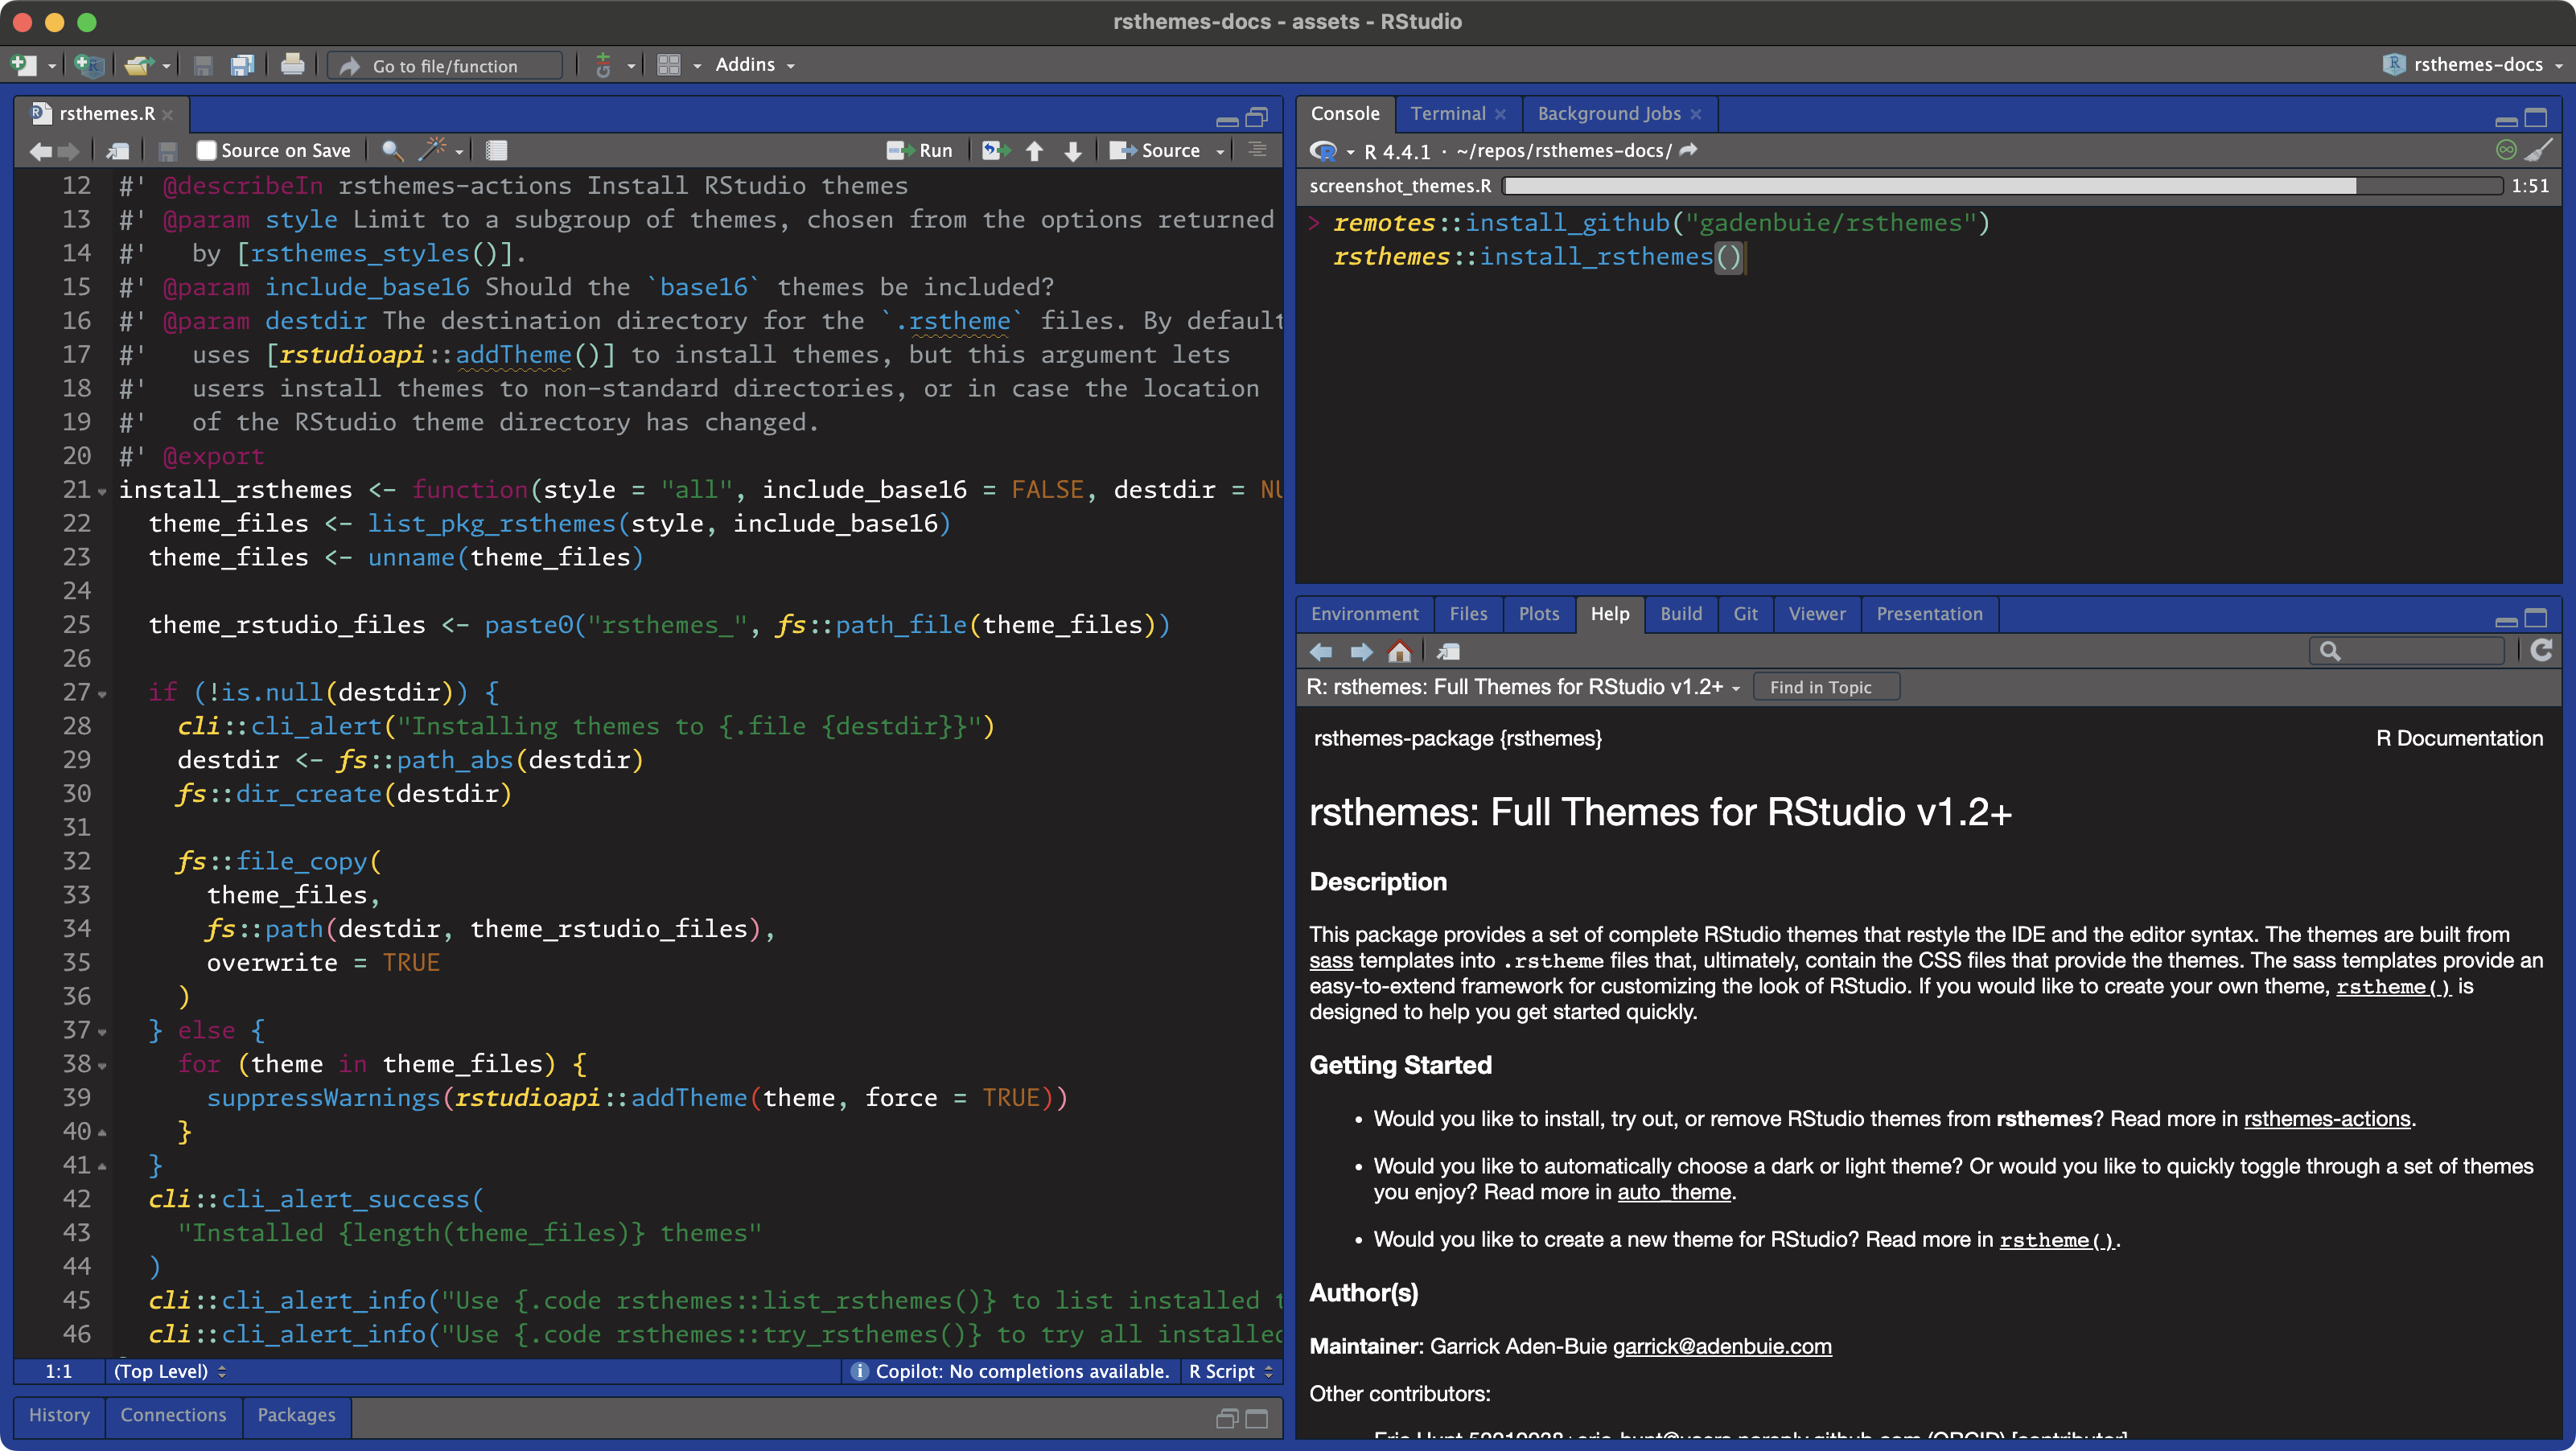 rsthemes-docs - assets - RStudio
Go to file/function
Addins
rsthemes-docs
rsthemes.R
Source on Save
Run
Source
12 #' @describeIn rsthemes-actions Install RStudio themes
13 #' @param style Limit to a subgroup of themes, chosen from the options returned
14 #'   by [rsthemes_styles()].
15 #' @param include_base16 Should the `base16` themes be included?
16 #' @param destdir The destination directory for the `.rstheme` files. By default
17 #'   uses [rstudioapi::addTheme()] to install themes, but this argument lets
18 #'   users install themes to non-standard directories, or in case the location
19 #'   of the RStudio theme directory has changed.
20 #' @export
21 install_rsthemes <- function(style = "all", include_base16 = FALSE, destdir = NU
22   theme_files <- list_pkg_rsthemes(style, include_base16)
23   theme_files <- unname(theme_files)
24
25   theme_rstudio_files <- paste0("rsthemes_", fs::path_file(theme_files))
26
27   if (!is.null(destdir)) {
28     cli::cli_alert("Installing themes to {.file {destdir}}")
29     destdir <- fs::path_abs(destdir)
30     fs::dir_create(destdir)
31
32     fs::file_copy(
33       theme_files,
34       fs::path(destdir, theme_rstudio_files),
35       overwrite = TRUE
36     )
37   } else {
38     for (theme in theme_files) {
39       suppressWarnings(rstudioapi::addTheme(theme, force = TRUE))
40     }
41   }
42   cli::cli_alert_success(
43     "Installed {length(theme_files)} themes"
44   )
45   cli::cli_alert_info("Use {.code rsthemes::list_rsthemes()} to list installed t
46   cli::cli_alert_info("Use {.code rsthemes::try_rsthemes()} to try all installed
1:1 (Top Level) Copilot: No completions available. R Script
History Connections Packages
Console Terminal Background Jobs
R 4.4.1 · ~/repos/rsthemes-docs/
screenshot_themes.R 1:51
> remotes::install_github("gadenbuie/rsthemes")
rsthemes::install_rsthemes()
Environment Files Plots Help Build Git Viewer Presentation
R: rsthemes: Full Themes for RStudio v1.2+ Find in Topic
rsthemes-package {rsthemes} R Documentation
rsthemes: Full Themes for RStudio v1.2+
Description
This package provides a set of complete RStudio themes that restyle the IDE and the editor syntax. The themes are built from
sass templates into .rstheme files that, ultimately, contain the CSS files that provide the themes. The sass templates provide an
easy-to-extend framework for customizing the look of RStudio. If you would like to create your own theme, rstheme() is
designed to help you get started quickly.
Getting Started
• Would you like to install, try out, or remove RStudio themes from rsthemes? Read more in rsthemes-actions.
• Would you like to automatically choose a dark or light theme? Or would you like to quickly toggle through a set of themes
you enjoy? Read more in auto_theme.
• Would you like to create a new theme for RStudio? Read more in rstheme().
Author(s)
Maintainer: Garrick Aden-Buie garrick@adenbuie.com
Other contributors: